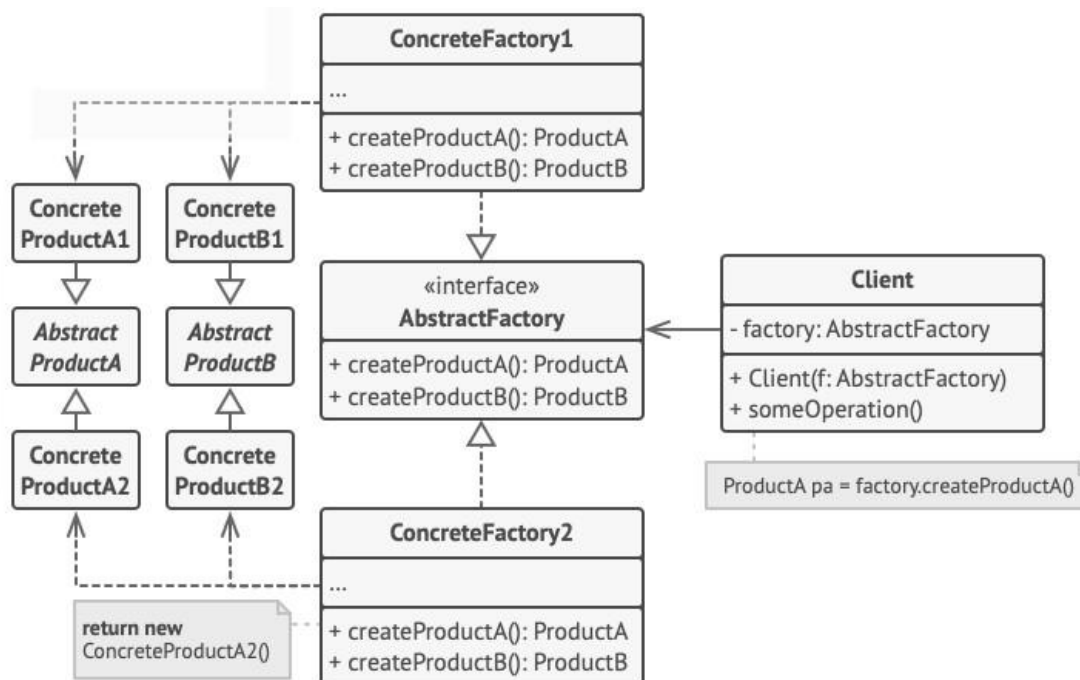 ConcreteFactory1
...
+ createProductA(): ProductA
+ createProductB(): ProductB
Concrete
ProductA1
Concrete
ProductB1
Abstract
ProductA
Abstract
ProductB
Concrete
ProductA2
Concrete
ProductB2
«interface»
AbstractFactory
+ createProductA(): ProductA
+ createProductB(): ProductB
Client
- factory: AbstractFactory
+ Client(f: AbstractFactory)
+ someOperation()
ProductA pa = factory.createProductA()
ConcreteFactory2
...
+ createProductA(): ProductA
+ createProductB(): ProductB
return new
ConcreteProductA2()